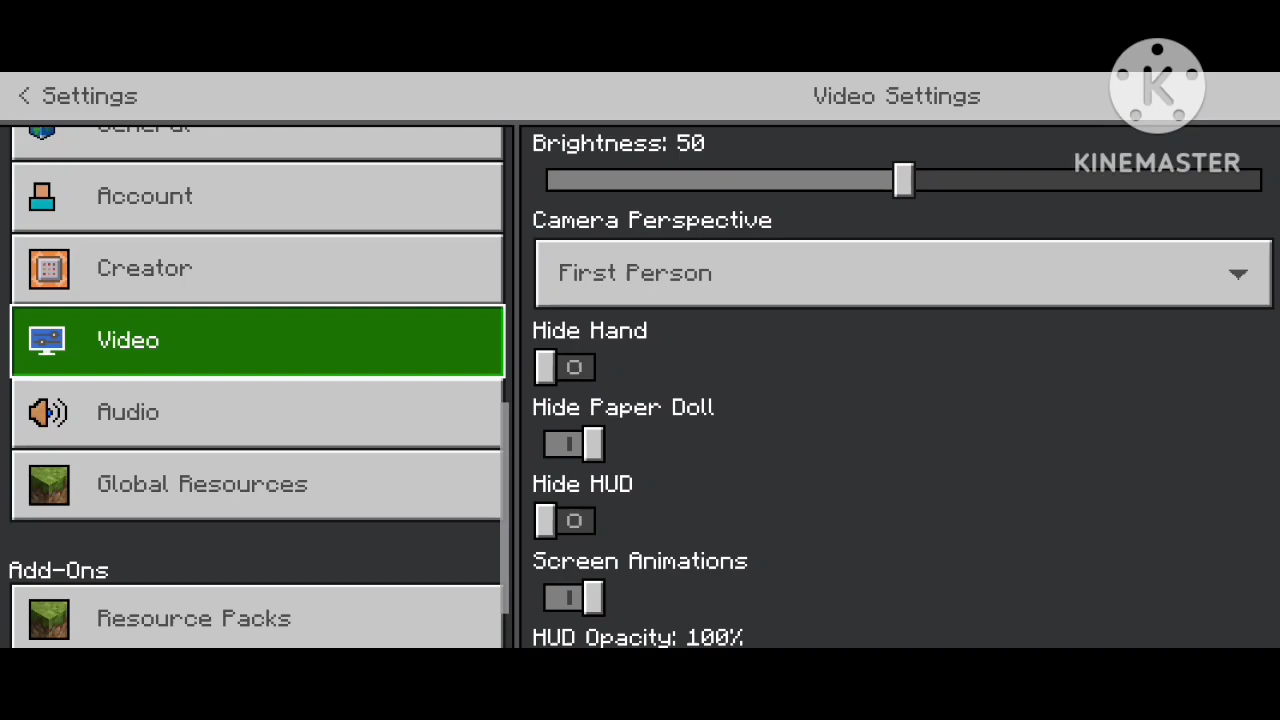 Settings
Video Settings
General
Account
Creator
Video
Audio
Global Resources
Add-Ons
Resource Packs
Brightness: 50
Camera Perspective
First Person
Hide Hand
Hide Paper Doll
Hide HUD
Screen Animations
HUD Opacity: 100%
K
KINEMASTER